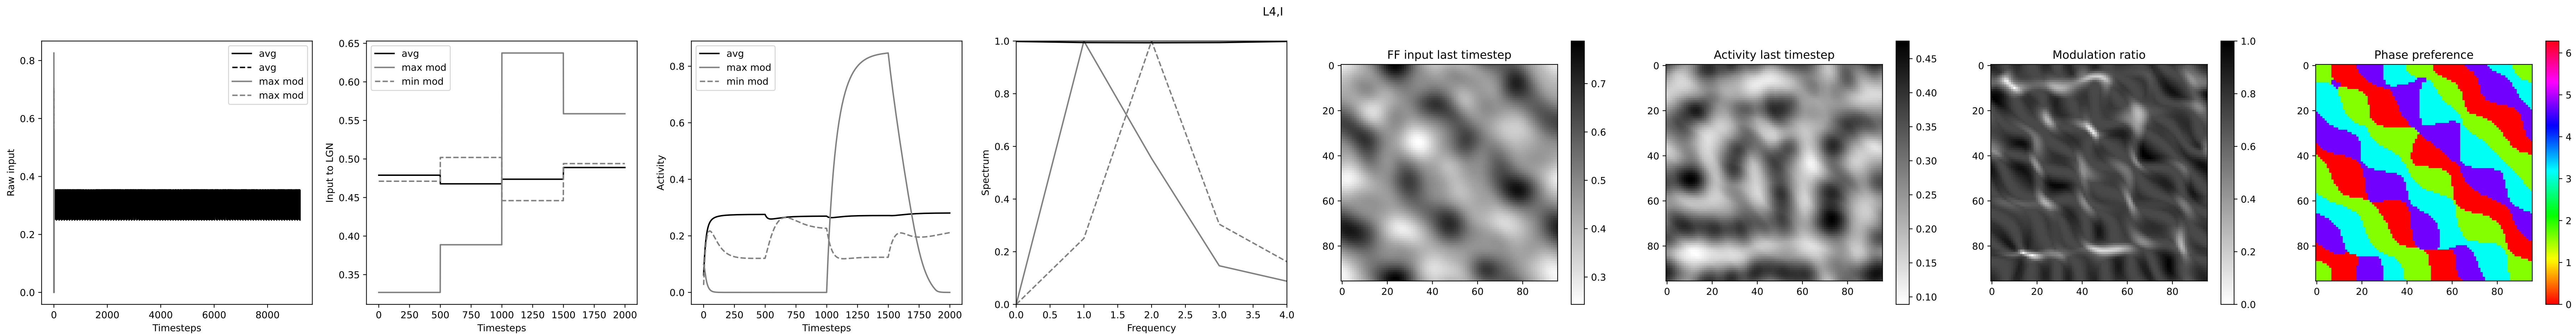 L4,I
Raw input
0.8
0.6
0.4
0.2
0.0
avg
avg
max mod
max mod
0 2000 4000 6000 8000
Timesteps
Input to LGN
0.65
0.60
0.55
0.50
0.45
0.40
0.35
avg
max mod
min mod
0 250 500 750 1000 1250 1500 1750 2000
Timesteps
Activity
0.8
0.6
0.4
0.2
0.0
avg
max mod
min mod
0 250 500 750 1000 1250 1500 1750 2000
Timesteps
Spectrum
1.0
0.8
0.6
0.4
0.2
0.0
0.0 0.5 1.0 1.5 2.0 2.5 3.0 3.5 4.0
Frequency
FF input last timestep
0
20
40
60
80
0 20 40 60 80
0.7
0.6
0.5
0.4
0.3
Activity last timestep
0
20
40
60
80
0 20 40 60 80
0.45
0.40
0.35
0.30
0.25
0.20
0.15
0.10
Modulation ratio
0
20
40
60
80
0 20 40 60 80
1.0
0.8
0.6
0.4
0.2
0.0
Phase preference
0
20
40
60
80
0 20 40 60 80
6
5
4
3
2
1
0